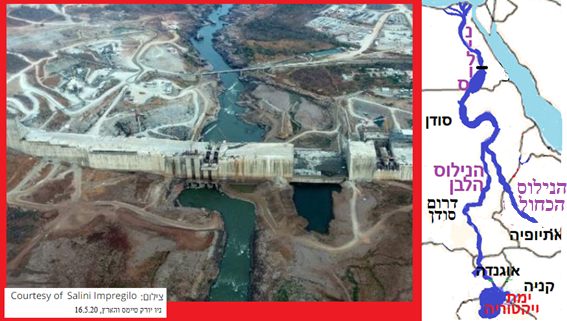 Courtesy of Salini Impregilo :צילום
ניו יורק טיימס והארץ, 16.5.20
נילוס
סודן
הנילוס
הלבן
הנילוס
הכחול
דרום
סודן
אתיופיה
אוגנדה
קניה
ימת
ויקטוריה